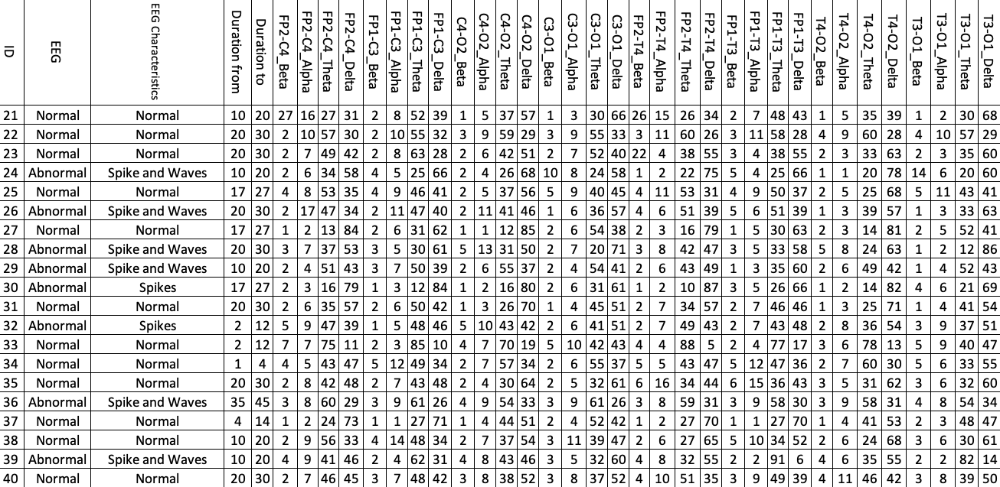 ID EEG EEG Characteristics Duration from Duration to FP2-C4_Beta FP2-C4_Alpha FP2-C4_Theta FP2-C4_Delta FP1-C3_Beta FP1-C3_Alpha FP1-C3_Theta FP1-C3_Delta C4-O2_Beta C4-O2_Alpha C4-O2_Theta C4-O2_Delta C3-O1_Beta C3-O1_Alpha C3-O1_Theta C3-O1_Delta FP2-T4_Beta FP2-T4_Alpha FP2-T4_Theta FP2-T4_Delta FP1-T3_Beta FP1-T3_Alpha FP1-T3_Theta FP1-T3_Delta T4-O2_Beta T4-O2_Alpha T4-O2_Theta T4-O2_Delta T3-O1_Beta T3-O1_Alpha T3-O1_Theta T3-O1_Delta
21 Normal Normal 10 20 27 16 27 31 2 8 52 39 1 5 37 57 1 3 30 66 26 15 26 34 2 7 48 43 1 5 35 39 1 2 30 68
22 Normal Normal 20 30 2 10 57 30 2 10 55 32 3 9 59 29 3 9 55 33 3 11 60 26 3 11 58 28 4 9 60 28 4 10 57 29
23 Normal Normal 20 30 2 7 49 42 2 8 63 28 2 6 42 51 2 7 52 40 22 4 38 55 3 4 38 55 2 3 33 63 2 3 35 60
24 Abnormal Spike and Waves 10 20 2 6 34 58 4 5 25 66 2 4 26 68 10 8 24 58 1 2 22 75 5 4 25 66 1 1 20 78 14 6 20 60
25 Normal Normal 17 27 4 8 53 35 4 9 46 41 2 5 37 56 5 9 40 45 4 11 53 31 4 9 50 37 2 5 25 68 5 11 43 41
26 Abnormal Spike and Waves 20 30 2 17 47 34 2 11 47 40 2 11 41 46 1 6 36 57 4 6 51 39 5 6 51 39 1 3 39 57 1 3 33 63
27 Normal Normal 17 27 1 2 13 84 2 6 31 62 1 1 12 85 2 6 54 38 2 3 16 79 1 5 30 63 2 3 14 81 2 5 52 41
28 Abnormal Spike and Waves 20 30 3 7 37 53 3 5 30 61 5 13 31 50 2 7 20 71 3 8 42 47 3 5 33 58 5 8 24 63 1 2 12 86
29 Abnormal Spike and Waves 10 20 2 4 51 43 3 7 50 39 2 6 55 37 2 4 54 41 2 6 43 49 1 3 35 60 2 6 49 42 1 4 52 43
30 Abnormal Spikes 17 27 2 3 16 79 1 3 12 84 1 2 16 80 2 6 31 61 1 2 10 87 3 5 26 66 1 2 14 82 4 6 21 69
31 Normal Normal 20 30 2 6 35 57 2 6 50 42 1 3 26 70 1 4 45 51 2 7 34 57 2 7 46 46 1 3 25 71 1 4 41 54
32 Abnormal Spikes 2 12 5 9 47 39 1 5 48 46 5 10 43 42 2 6 41 51 2 7 49 43 2 7 43 48 2 8 36 54 3 9 37 51
33 Normal Normal 2 12 7 7 75 11 2 3 85 10 4 7 70 19 5 10 42 43 4 4 88 5 2 4 77 17 3 6 78 13 5 9 40 47
34 Normal Normal 1 4 4 5 43 47 5 12 49 34 2 7 57 34 2 6 55 37 5 5 43 47 5 12 47 36 2 7 60 30 5 6 33 55
35 Normal Normal 20 30 2 8 42 48 2 7 43 48 2 4 30 64 2 5 32 61 6 16 34 44 6 15 36 43 3 5 31 62 3 6 32 60
36 Abnormal Spike and Waves 35 45 3 8 60 29 3 9 61 26 4 9 54 33 3 9 61 26 3 8 59 31 3 9 58 30 3 9 58 31 4 8 54 34
37 Normal Normal 4 14 1 2 24 73 1 1 27 71 1 4 44 51 2 4 52 42 1 2 27 70 1 1 27 70 1 4 41 53 2 3 48 47
38 Normal Normal 10 20 2 9 56 33 4 14 48 34 2 7 37 54 3 11 39 47 2 6 27 65 5 10 34 52 2 6 24 68 3 6 30 61
39 Abnormal Spike and Waves 10 20 4 9 41 46 2 4 62 31 4 8 43 46 3 5 32 60 4 8 32 55 2 2 91 6 4 6 35 55 2 2 82 14
40 Normal Normal 20 30 2 7 46 45 3 7 48 42 3 8 38 52 3 8 37 52 4 10 51 35 3 9 49 39 4 11 46 42 3 8 39 50